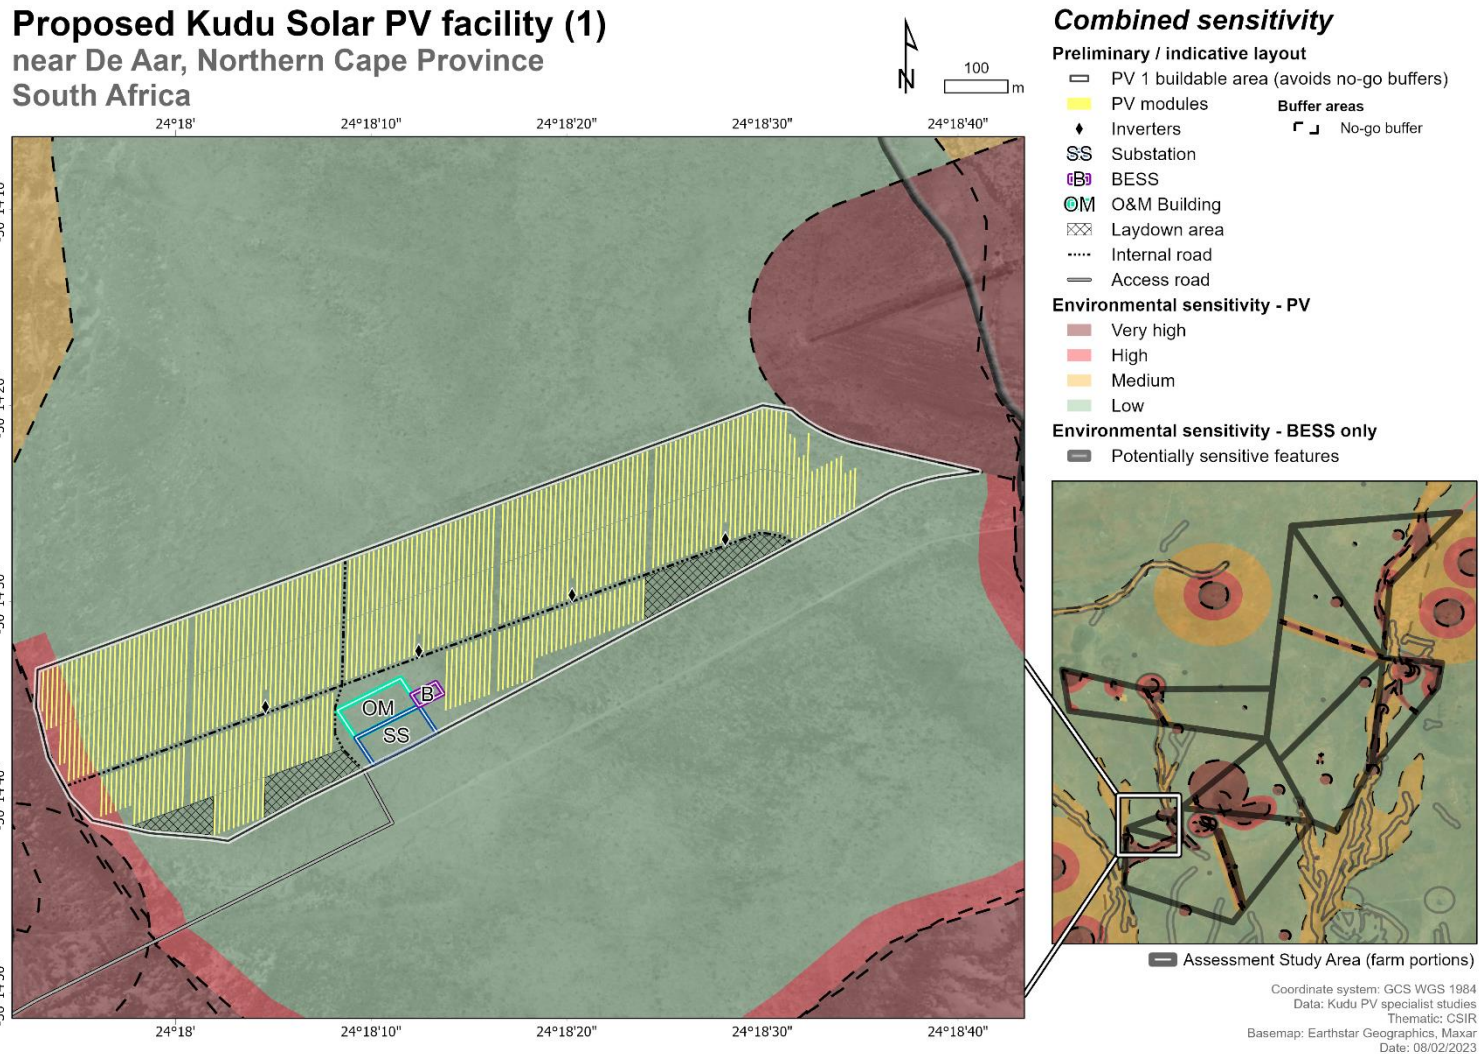 Proposed Kudu Solar PV facility (1)
near De Aar, Northern Cape Province
South Africa
N
100
m
24°18'
24°18'10"
24°18'20"
24°18'30"
24°18'40"
OM
B
SS
24°18'
24°18'10"
24°18'20"
24°18'30"
24°18'40"
Combined sensitivity
Preliminary / indicative layout
PV 1 buildable area (avoids no-go buffers)
PV modules
Buffer areas
Inverters
No-go buffer
SS Substation
B BESS
OM O&M Building
Laydown area
Internal road
Access road
Environmental sensitivity - PV
Very high
High
Medium
Low
Environmental sensitivity - BESS only
Potentially sensitive features
Assessment Study Area (farm portions)
Coordinate system: GCS WGS 1984
Data: Kudu PV specialist studies
Thematic: CSIR
Basemap: Earthstar Geographics, Maxar
Date: 08/02/2023